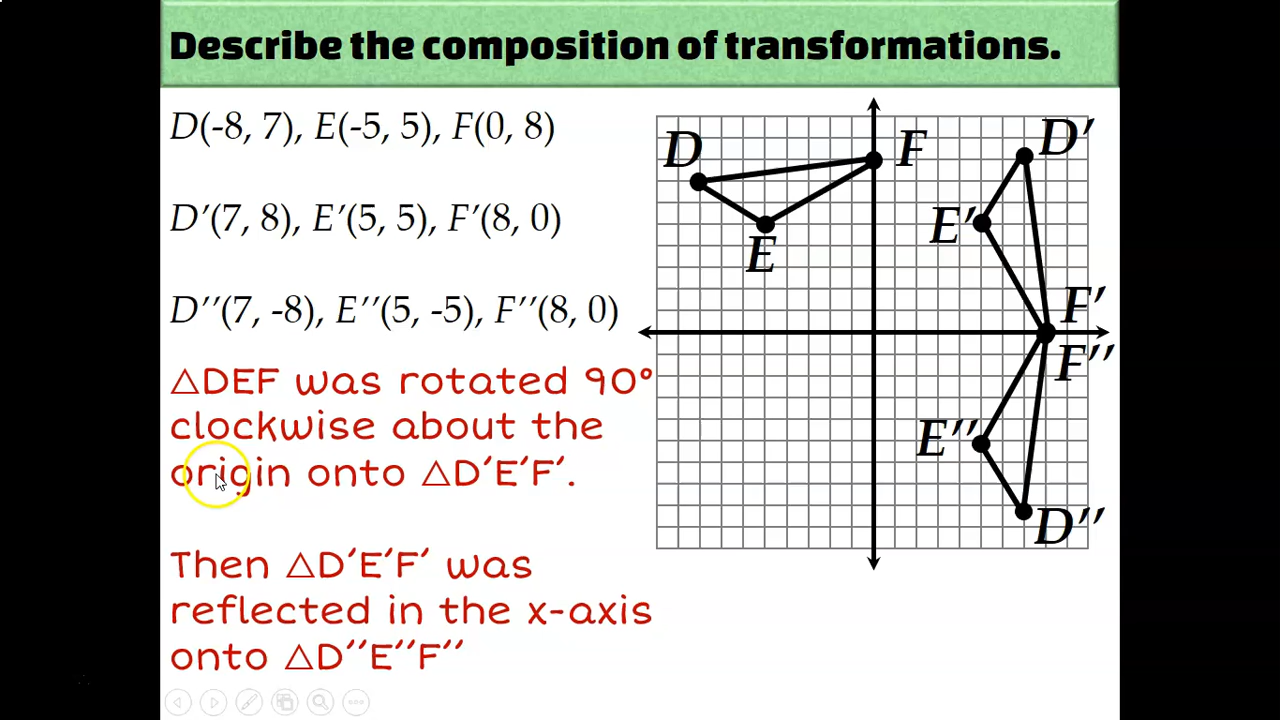 Describe the composition of transformations.
D(-8, 7), E(-5, 5), F(0, 8)
D′(7, 8), E′(5, 5), F′(8, 0)
D′′(7, -8), E′′(5, -5), F′′(8, 0)
△DEF was rotated 90°
clockwise about the
origin onto △D′E′F′.
Then △D′E′F′ was
reflected in the x-axis
onto △D′′E′′F′′
D
F
E
D′
E′
F′
F′′
E′′
D′′